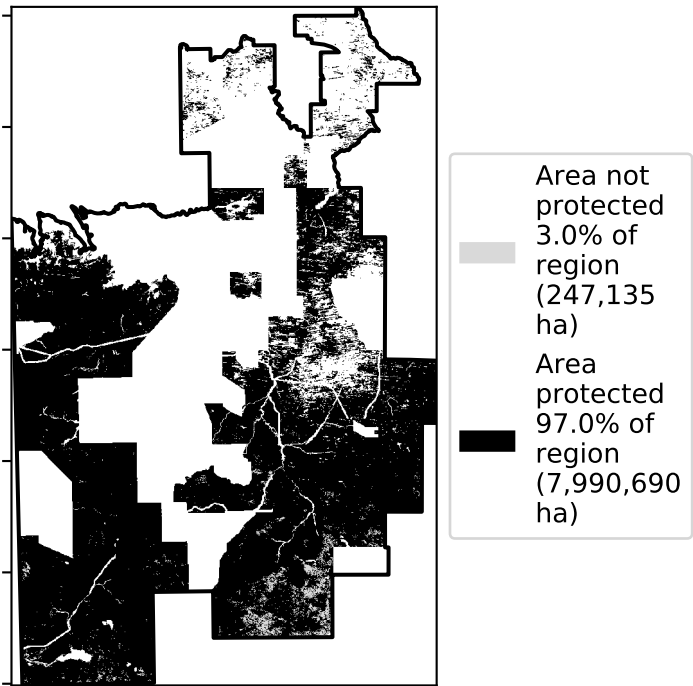 Area not
protected
3.0% of
region
(247,135
ha)
Area
protected
97.0% of
region
(7,990,690
ha)